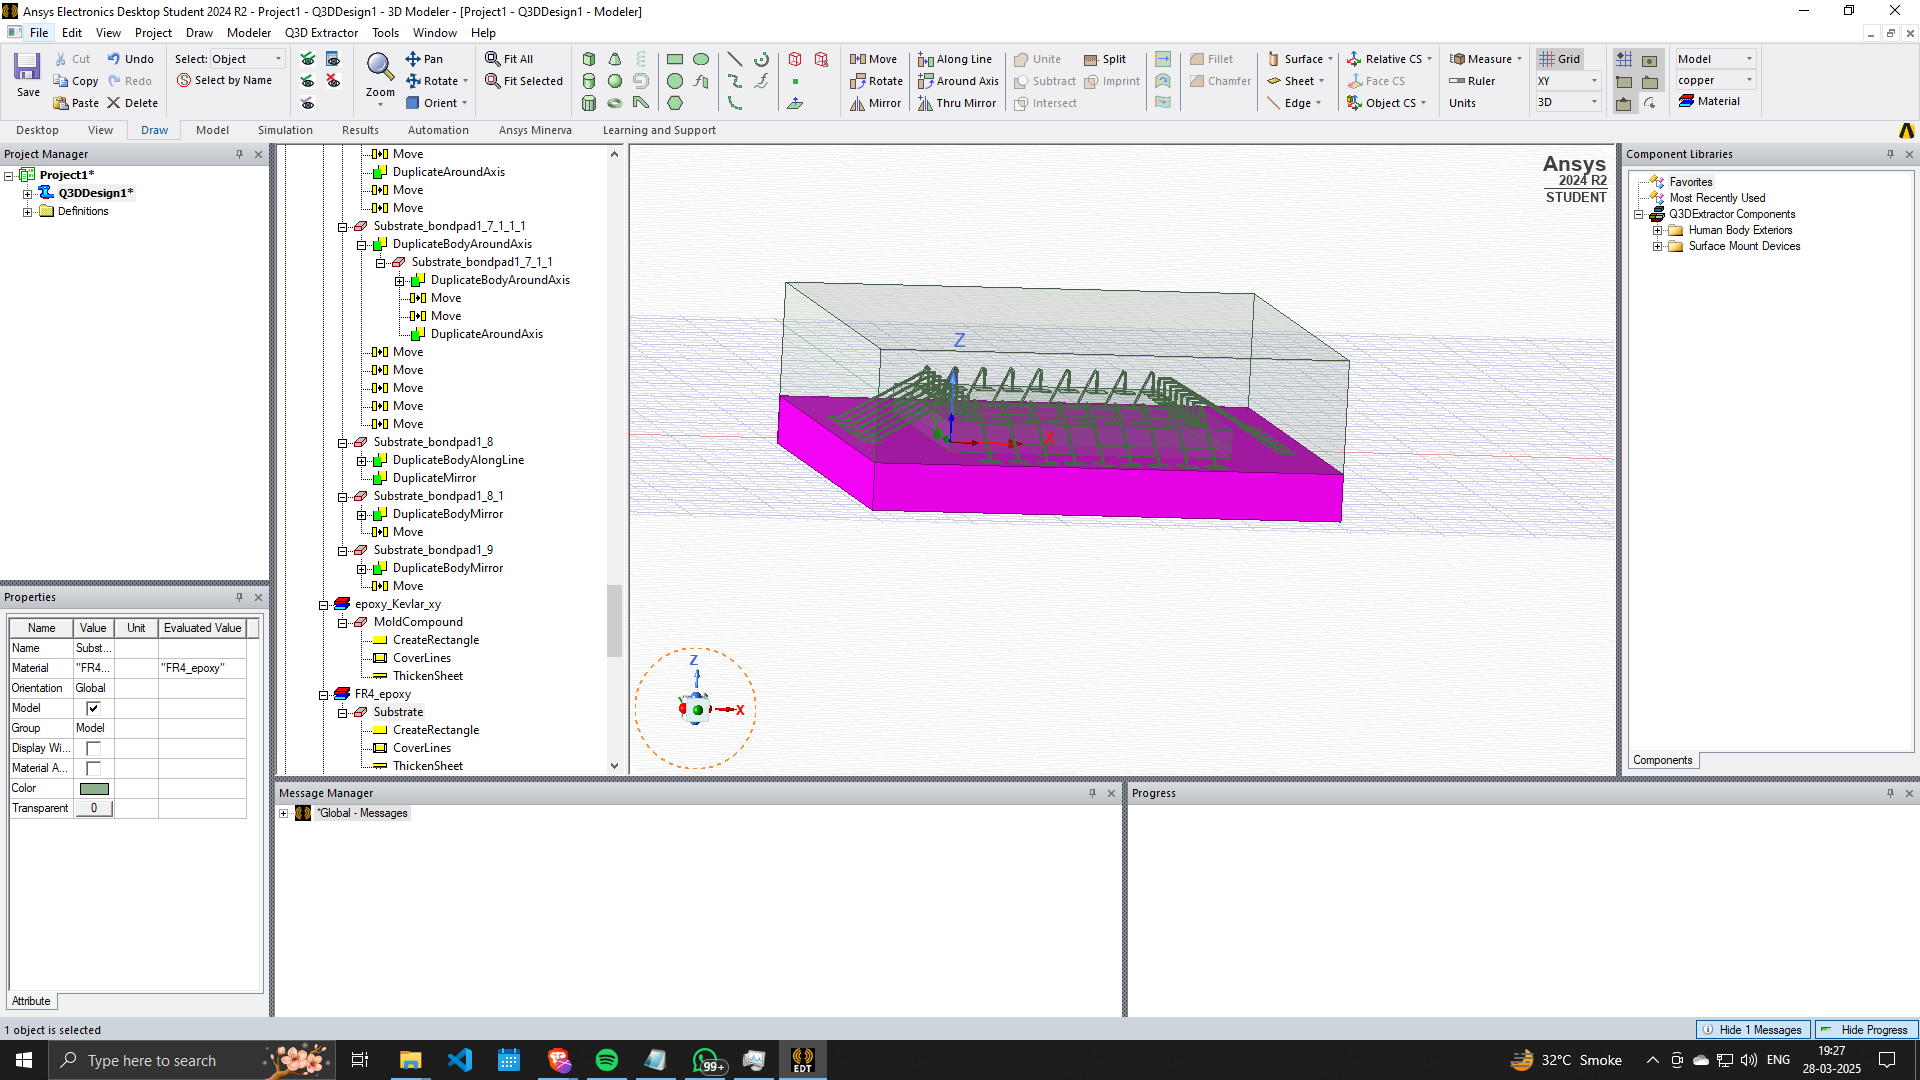 Ansys Electronics Desktop Student 2024 R2 - Project1 - Q3DDesign1 - 3D Modeler - [Project1 - Q3DDesign1 - Modeler]
File Edit View Project Draw Modeler Q3D Extractor Tools Window Help
Save
Cut Undo
Copy Redo
Paste Delete
Select: Object
Select by Name
Zoom
Pan
Rotate
Orient
Fit All
Fit Selected
Move Along Line
Rotate Around Axis
Mirror Thru Mirror
Unite Split
Subtract Imprint
Intersect
Fillet
Chamfer
Surface
Sheet
Edge
Relative CS
Face CS
Object CS
Measure
Ruler
Units
Grid
XY
3D
Model
copper
Material
Desktop View Draw Model Simulation Results Automation Ansys Minerva Learning and Support
Project Manager
Project1*
Q3DDesign1*
Definitions
Properties
Name Value Unit Evaluated Value
Name Subst...
Material "FR4... "FR4_epoxy"
Orientation Global
Model
Group Model
Display Wi...
Material A...
Color
Transparent 0
Attribute
Move
DuplicateAroundAxis
Move
Move
Substrate_bondpad1_7_1_1_1
DuplicateBodyAroundAxis
Substrate_bondpad1_7_1_1
DuplicateBodyAroundAxis
Move
Move
DuplicateAroundAxis
Move
Move
Move
Move
Move
Substrate_bondpad1_8
DuplicateBodyAlongLine
DuplicateMirror
Substrate_bondpad1_8_1
DuplicateBodyMirror
Move
Substrate_bondpad1_9
DuplicateBodyMirror
Move
epoxy_Kevlar_xy
MoldCompound
CreateRectangle
CoverLines
ThickenSheet
FR4_epoxy
Substrate
CreateRectangle
CoverLines
ThickenSheet
Ansys
2024 R2
STUDENT
Z
X
Z
X
Component Libraries
Favorites
Most Recently Used
Q3DExtractor Components
Human Body Exteriors
Surface Mount Devices
Components
Message Manager
*Global - Messages
Progress
1 object is selected
Hide 1 Messages
Hide Progress
Type here to search
99+
EDT
32°C Smoke
ENG
19:27
28-03-2025